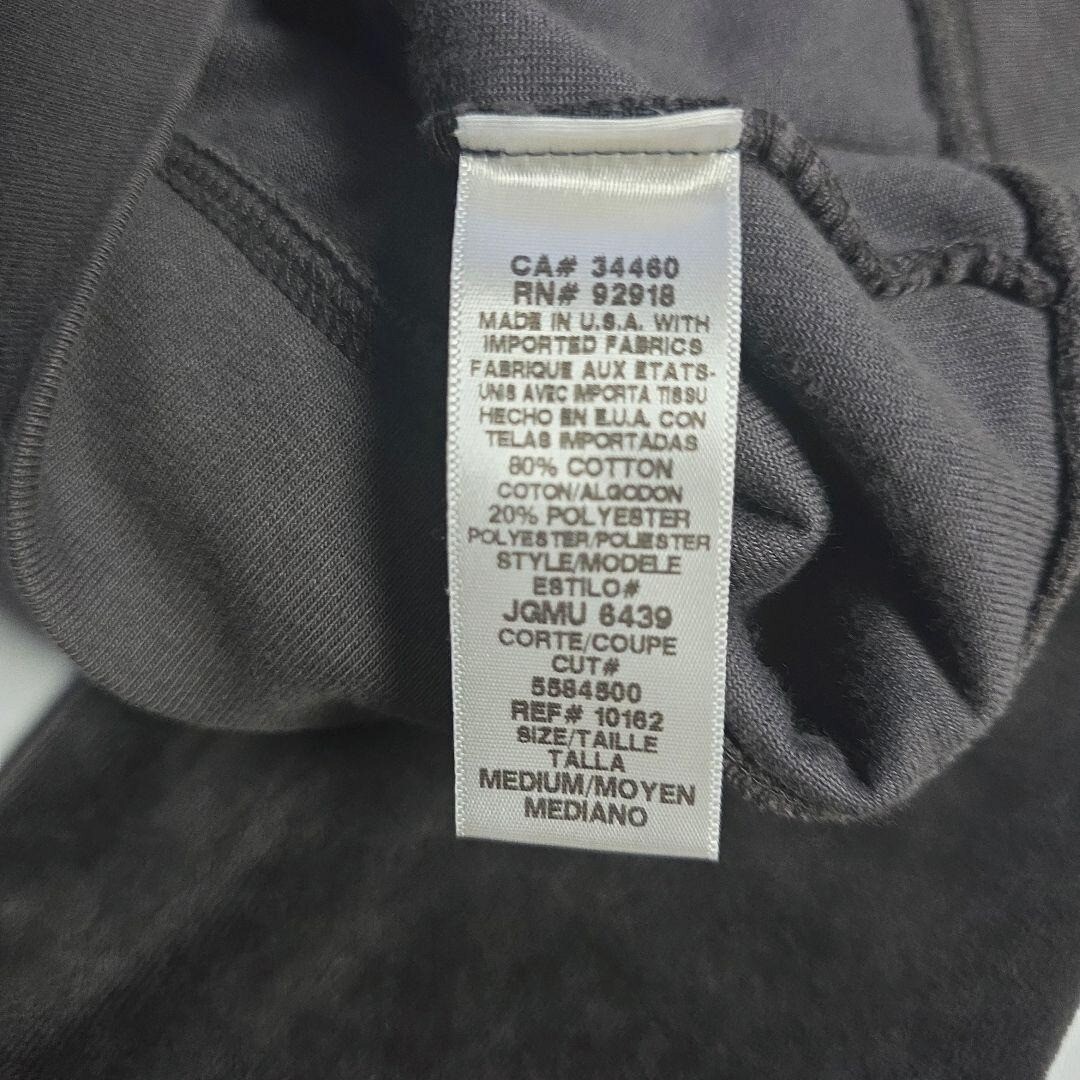 CA# 34460
RN# 92918
MADE IN U.S.A. WITH
IMPORTED FABRICS
FABRIQUE AUX ETATS-
UNIS AVEC IMPORTA TISSU
HECHO EN E.U.A. CON
TELAS IMPORTADAS
80% COTTON
COTON/ALGODON
20% POLYESTER
POLYESTER/POLIESTER
STYLE/MODELE
ESTILO#
JGMU 6439
CORTE/COUPE
CUT#
5584500
REF# 10162
SIZE/TAILLE
TALLA
MEDIUM/MOYEN
MEDIANO